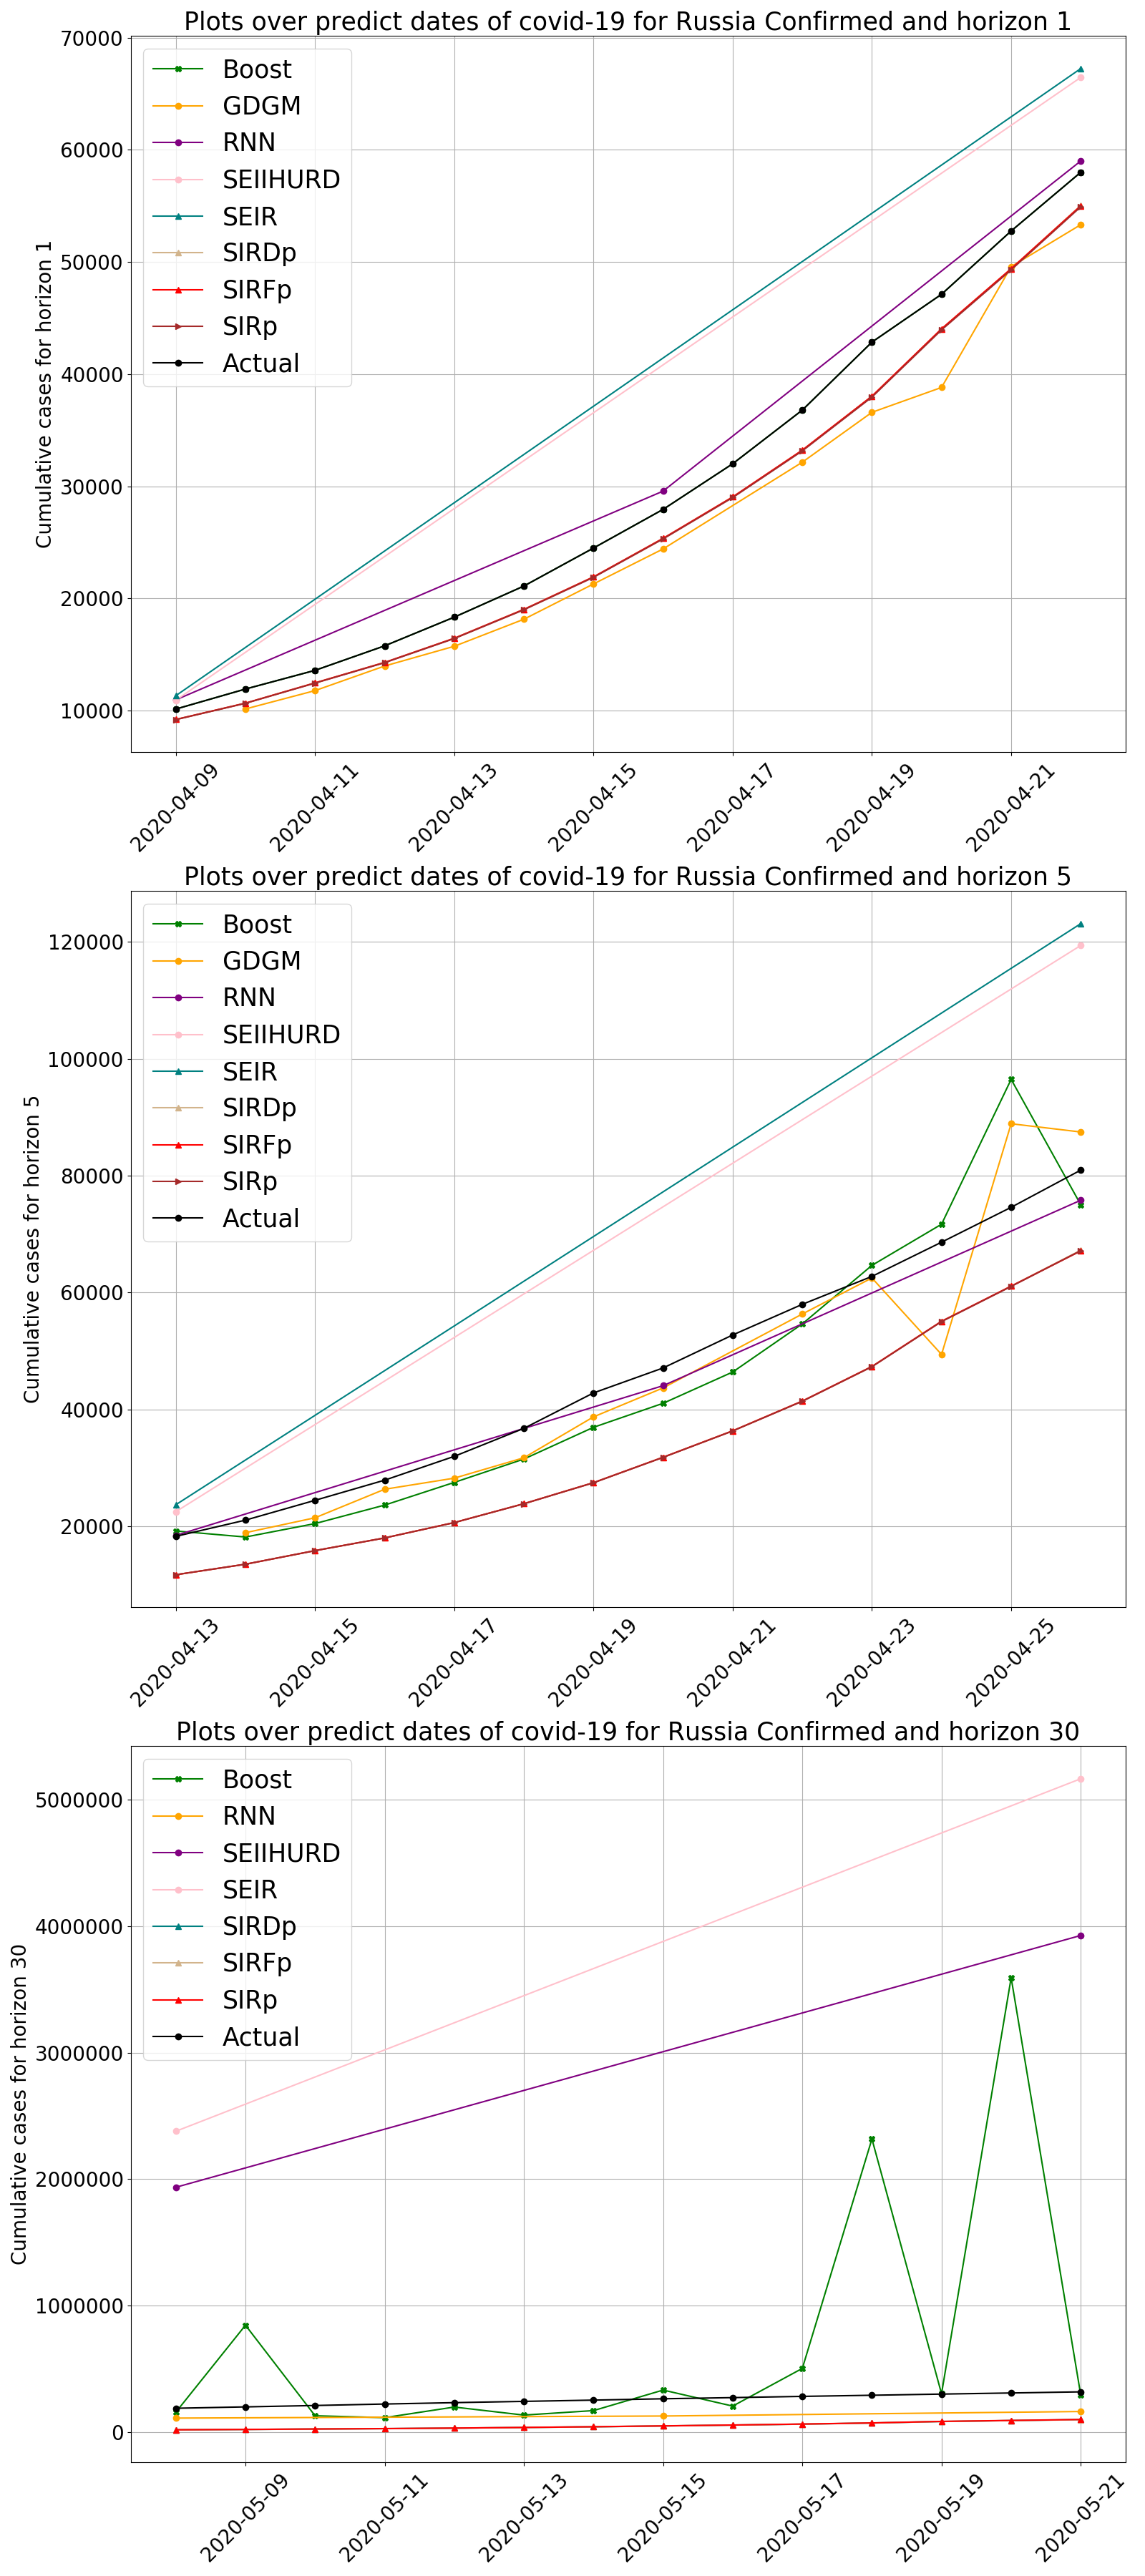 Plots over predict dates of covid-19 for Russia Confirmed and horizon 1
70000
60000
50000
40000
30000
20000
10000
Cumulative cases for horizon 1
Boost
GDGM
RNN
SEIIHURD
SEIR
SIRDp
SIRFp
SIRp
Actual
2020-04-09
2020-04-11
2020-04-13
2020-04-15
2020-04-17
2020-04-19
2020-04-21
Plots over predict dates of covid-19 for Russia Confirmed and horizon 5
120000
100000
80000
60000
40000
20000
Cumulative cases for horizon 5
Boost
GDGM
RNN
SEIIHURD
SEIR
SIRDp
SIRFp
SIRp
Actual
2020-04-13
2020-04-15
2020-04-17
2020-04-19
2020-04-21
2020-04-23
2020-04-25
Plots over predict dates of covid-19 for Russia Confirmed and horizon 30
5000000
4000000
3000000
2000000
1000000
0
Cumulative cases for horizon 30
Boost
RNN
SEIIHURD
SEIR
SIRDp
SIRFp
SIRp
Actual
2020-05-09
2020-05-11
2020-05-13
2020-05-15
2020-05-17
2020-05-19
2020-05-21